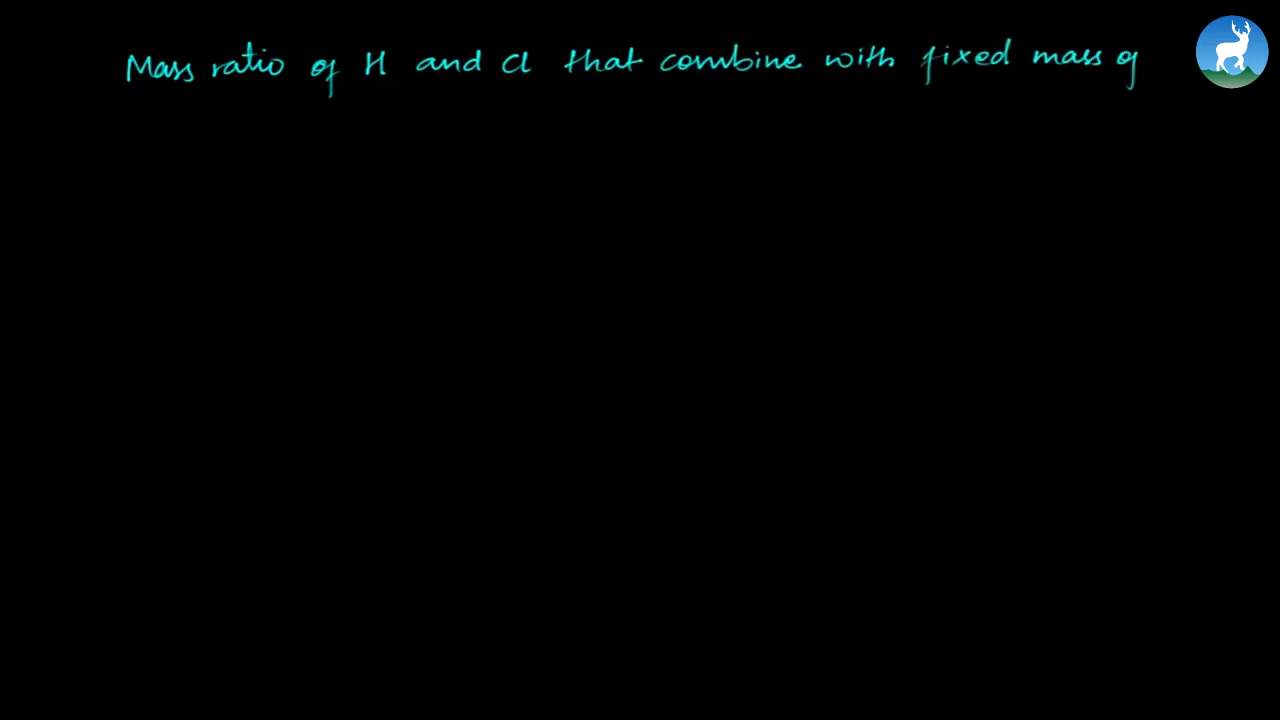 Mass ratio of H and Cl that combine with fixed mass of